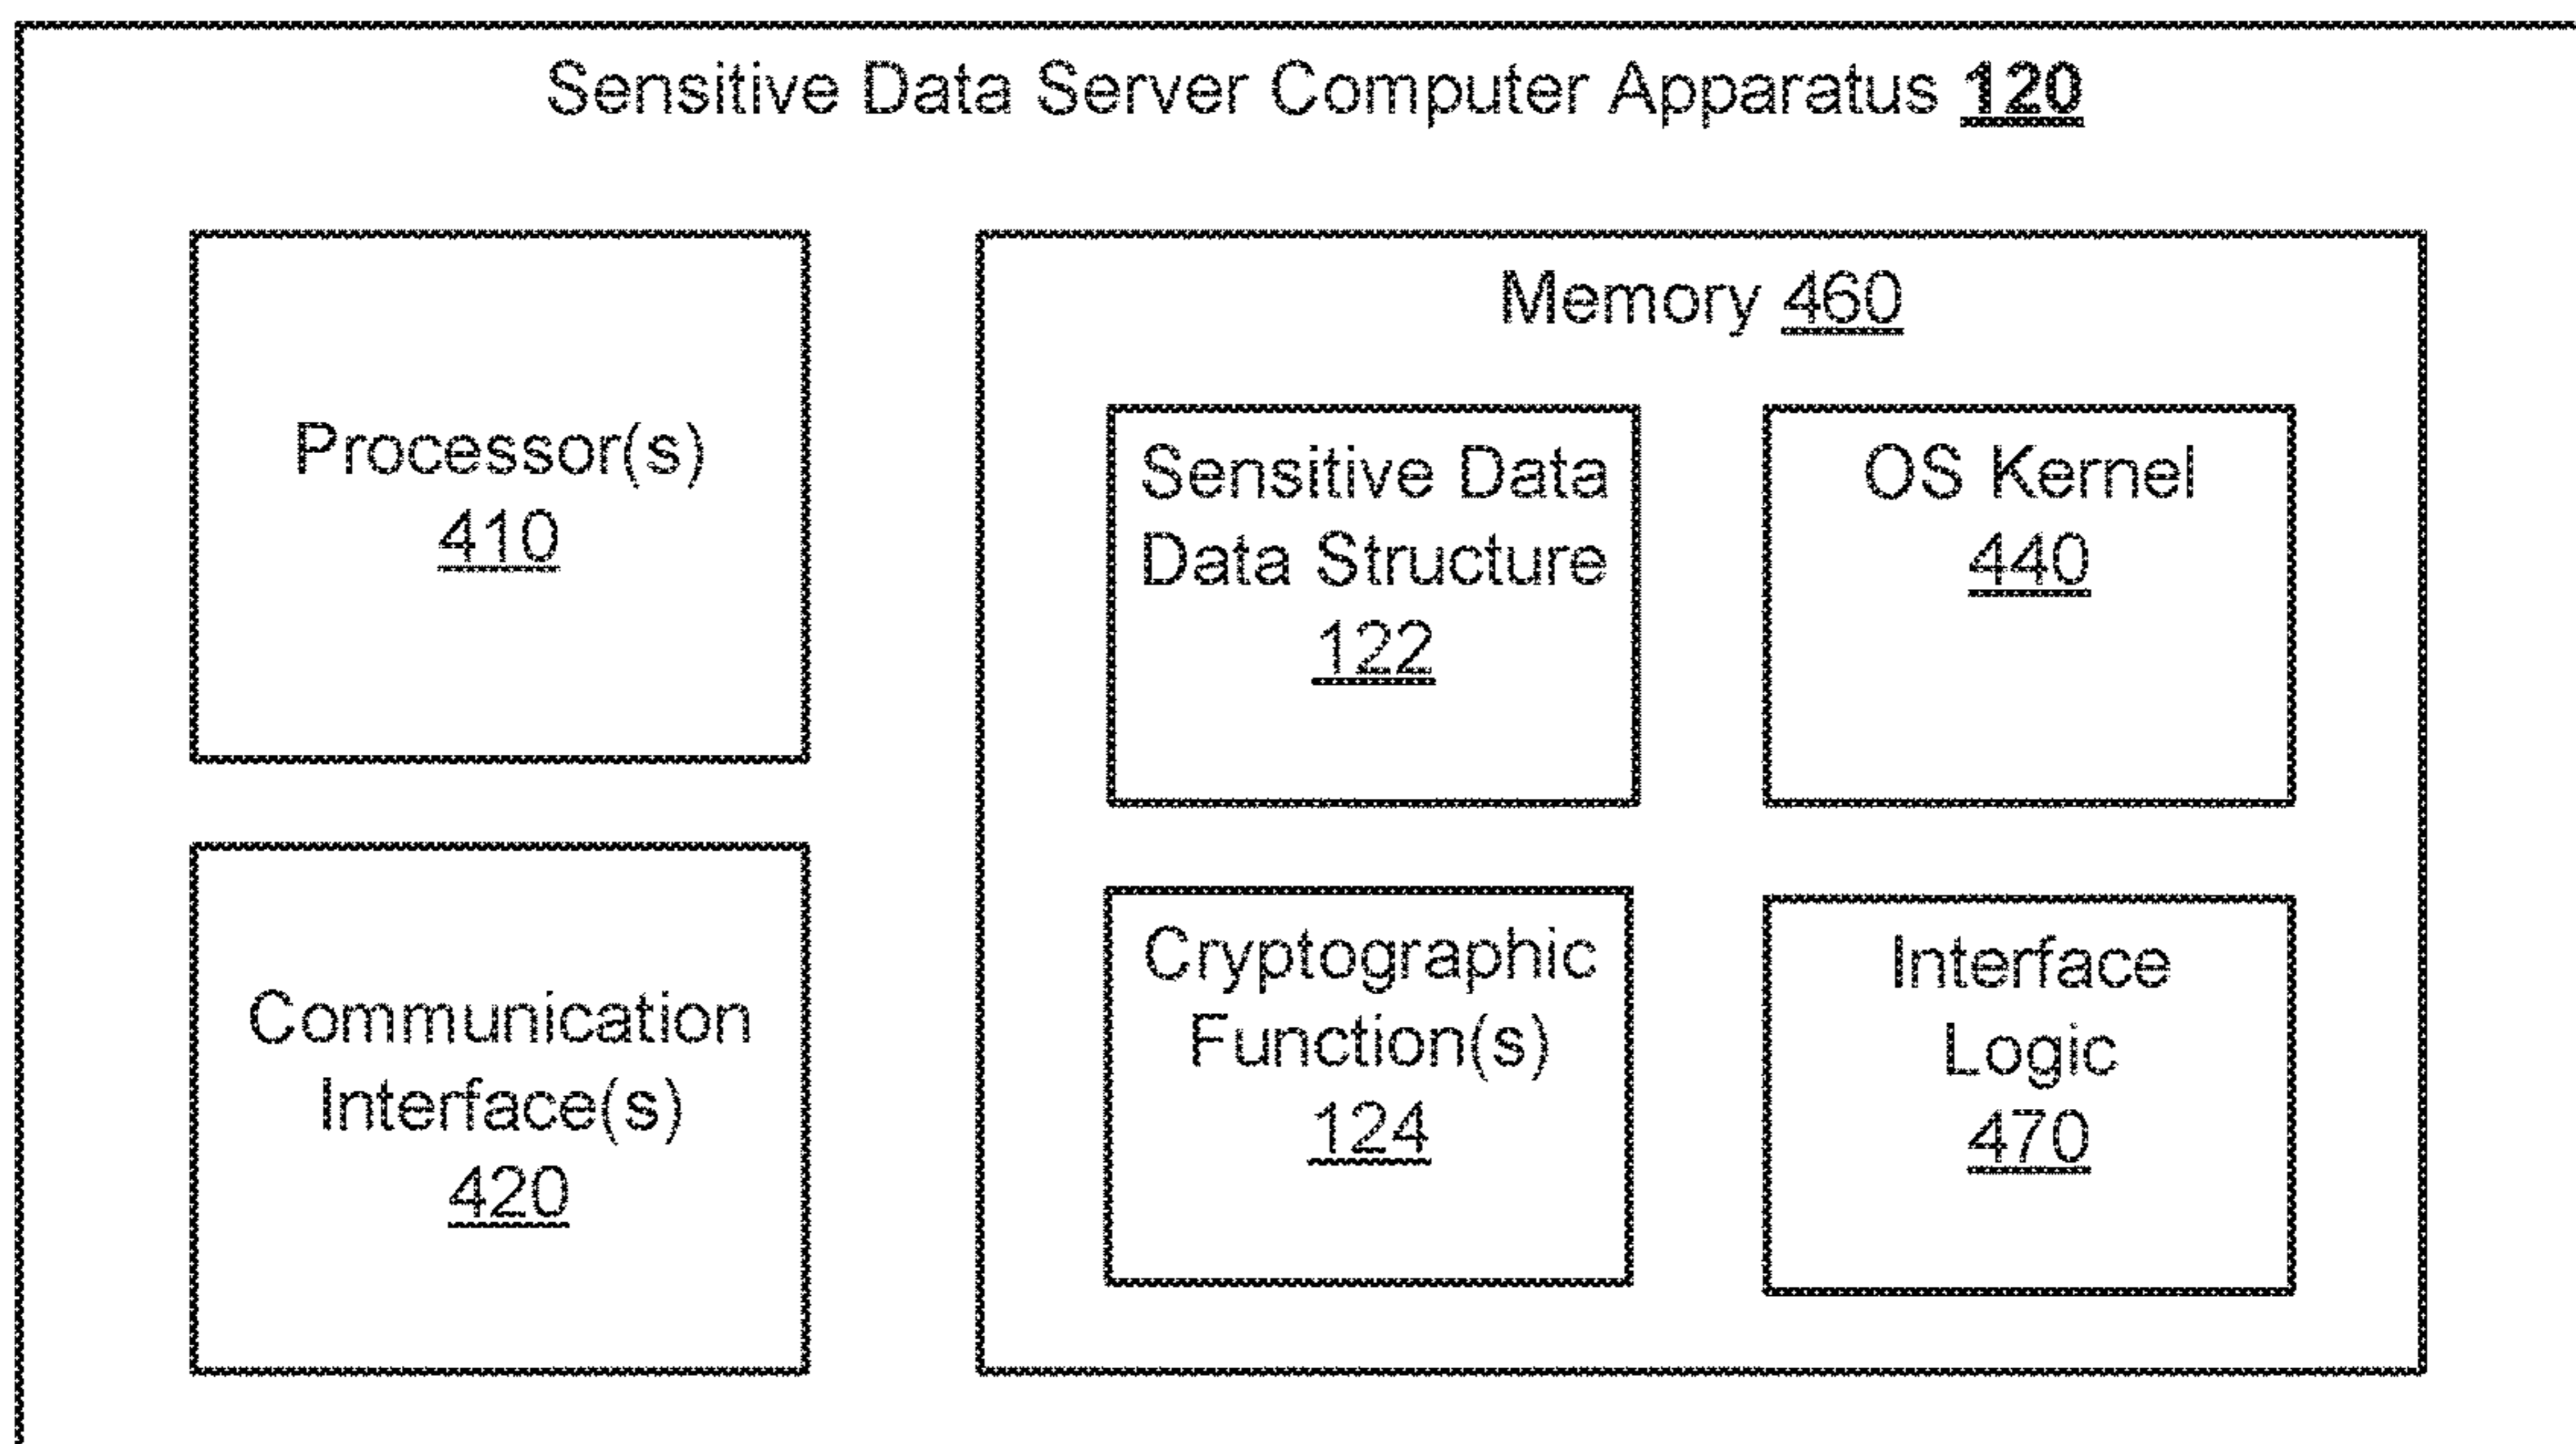 Sensitive Data Server Computer Apparatus 120
Processor(s)
410
Communication
Interface(s)
420
Memory 460
Sensitive Data
Data Structure
122
OS Kernel
440
Cryptographic
Function(s)
124
Interface
Logic
470